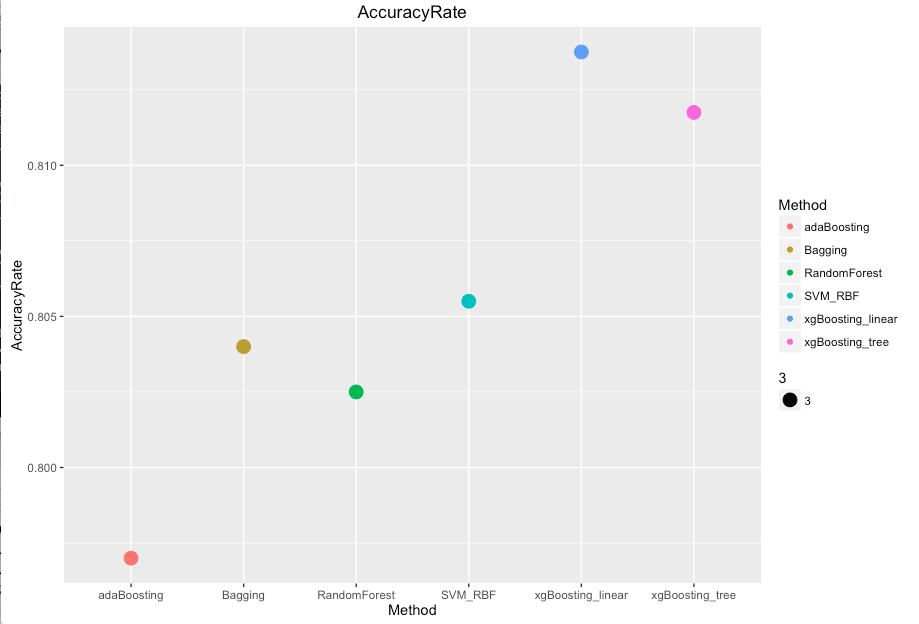 AccuracyRate
AccuracyRate
0.810
0.805
0.800
adaBoosting
Bagging
RandomForest
SVM_RBF
xgBoosting_linear
xgBoosting_tree
Method
Method
adaBoosting
Bagging
RandomForest
SVM_RBF
xgBoosting_linear
xgBoosting_tree
3
3